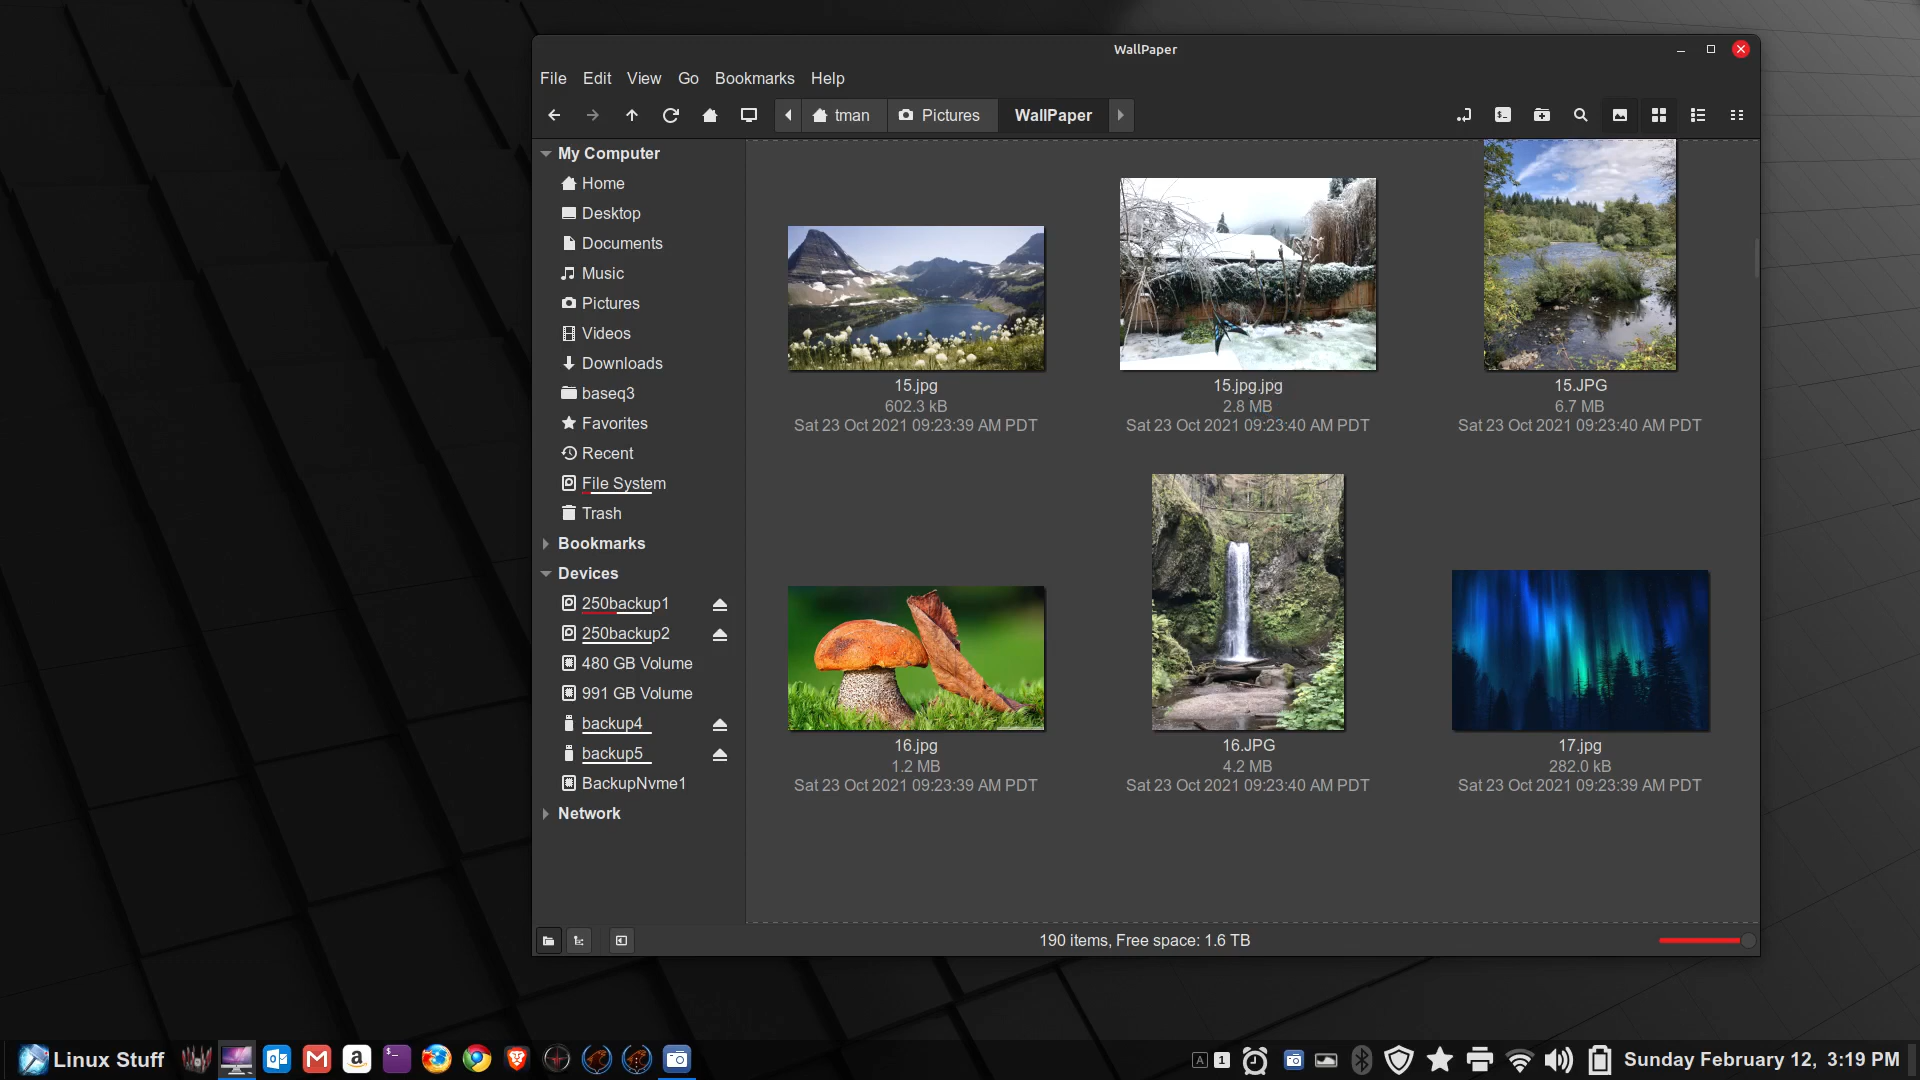 WallPaper
File Edit View Go Bookmarks Help
tman Pictures WallPaper
My Computer
Home
Desktop
Documents
Music
Pictures
Videos
Downloads
baseq3
Favorites
Recent
File System
Trash
Bookmarks
Devices
250backup1
250backup2
480 GB Volume
991 GB Volume
backup4
backup5
BackupNvme1
Network
15.jpg
602.3 kB
Sat 23 Oct 2021 09:23:39 AM PDT
15.jpg.jpg
2.8 MB
Sat 23 Oct 2021 09:23:40 AM PDT
15.JPG
6.7 MB
Sat 23 Oct 2021 09:23:40 AM PDT
16.jpg
1.2 MB
Sat 23 Oct 2021 09:23:39 AM PDT
16.JPG
4.2 MB
Sat 23 Oct 2021 09:23:40 AM PDT
17.jpg
282.0 kB
Sat 23 Oct 2021 09:23:39 AM PDT
190 items, Free space: 1.6 TB
Linux Stuff
A 1
Sunday February 12, 3:19 PM